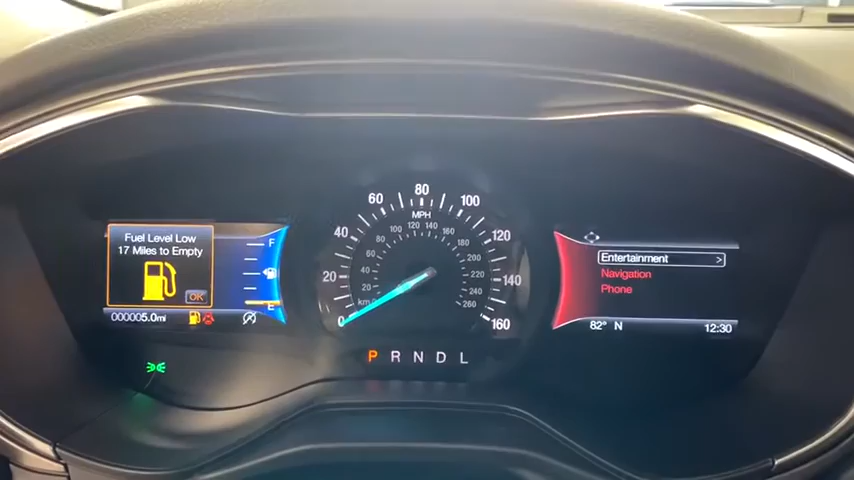 Fuel Level Low
17 Miles to Empty
OK
F
E
000005.0mi
0
20
40
60
80
100
120
140
160
MPH
20
40
60
80
100
120
140
160
180
200
220
240
260
km/h
P R N D L
Entertainment >
Navigation
Phone
82° N
12:30